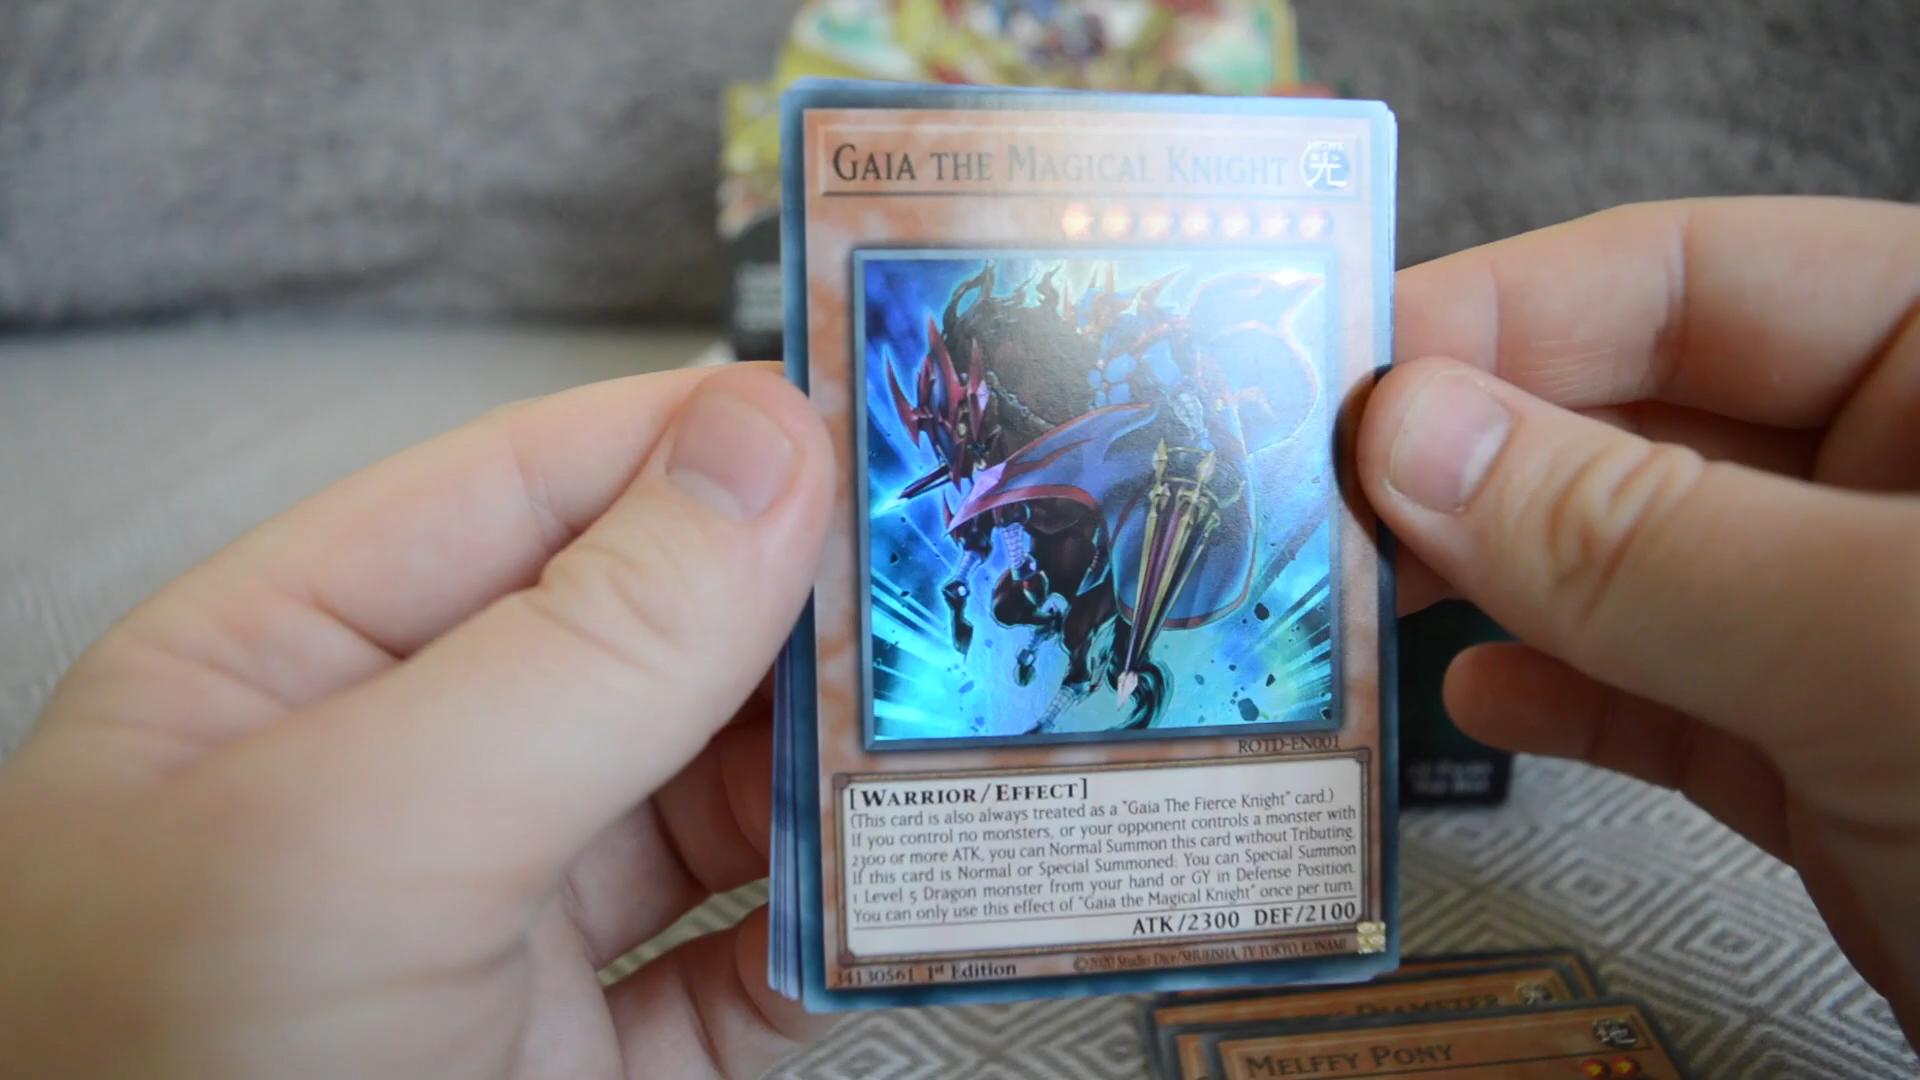 GAIA THE MAGICAL KNIGHT
LIGHT
光
ROTD-EN001
[WARRIOR/EFFECT]
(This card is also always treated as a "Gaia The Fierce Knight" card.)
If you control no monsters, or your opponent controls a monster with
2300 or more ATK, you can Normal Summon this card without Tributing.
If this card is Normal or Special Summoned: You can Special Summon
1 Level 5 Dragon monster from your hand or GY in Defense Position.
You can only use this effect of "Gaia the Magical Knight" once per turn.
ATK/2300 DEF/2100
34130561 1st Edition
©2020 Studio Dice/SHUEISHA, TV TOKYO, KONAMI
DIAMETER
MELFFY PONY